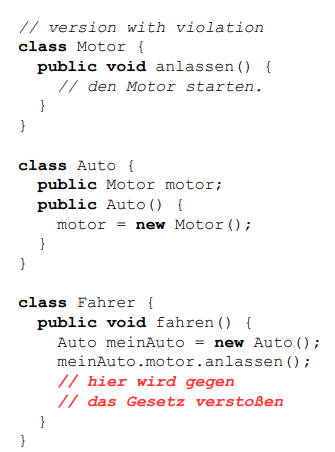 // version with violation
class Motor {
  public void anlassen() {
    // den Motor starten.
  }
}

class Auto {
  public Motor motor;
  public Auto() {
    motor = new Motor();
  }
}

class Fahrer {
  public void fahren() {
    Auto meinAuto = new Auto();
    meinAuto.motor.anlassen();
    // hier wird gegen
    // das Gesetz verstoßen
  }
}